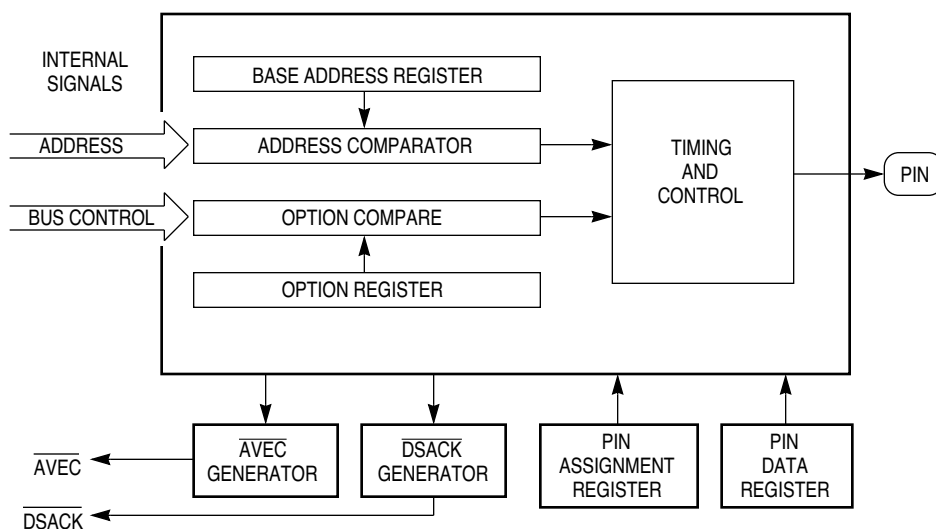 INTERNAL
SIGNALS
BASE ADDRESS REGISTER
ADDRESS
ADDRESS COMPARATOR
TIMING
AND
CONTROL
PIN
BUS CONTROL
OPTION COMPARE
OPTION REGISTER
AVEC
GENERATOR
DSACK
GENERATOR
PIN
ASSIGNMENT
REGISTER
PIN
DATA
REGISTER
AVEC
DSACK